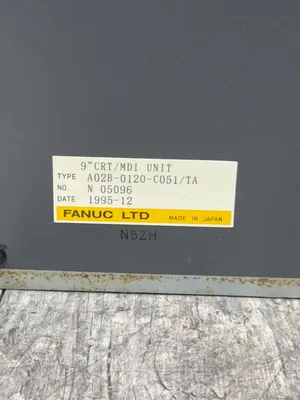 9"CRT/MDI UNIT
TYPE A02B-0120-C051/TA
NO. N 05096
DATE 1995-12
FANUC LTD MADE IN JAPAN
N5ZH